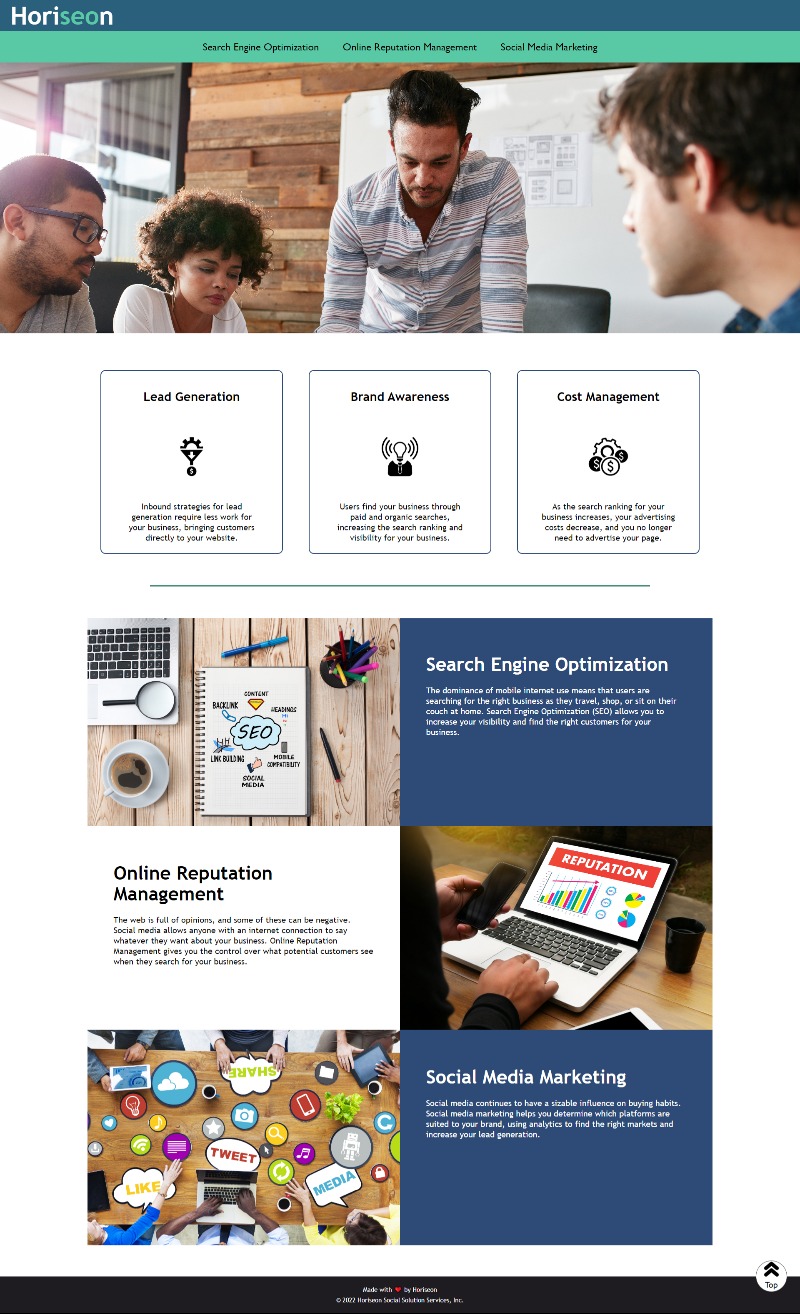 Horiseon
Search Engine Optimization
Online Reputation Management
Social Media Marketing
Lead Generation
Brand Awareness
Cost Management
Inbound strategies for lead
generation require less work for
your business, bringing customers
directly to your website.
Users find your business through
paid and organic searches,
increasing the search ranking and
visibility for your business.
As the search ranking for your
business increases, your advertising
costs decrease, and you no longer
need to advertise your page.
CONTENT
BACKLINK
HEADINGS
H1
SEO
LINK BUILDING
MOBILE
COMPATIBILITY
SOCIAL
MEDIA
Search Engine Optimization
The dominance of mobile internet use means that users are
searching for the right business as they travel, shop, or sit on their
couch at home. Search Engine Optimization (SEO) allows you to
increase your visibility and find the right customers for your
business.
Online Reputation
Management
The web is full of opinions, and some of these can be negative.
Social media allows anyone with an internet connection to say
whatever they want about your business. Online Reputation
Management gives you the control over what potential customers see
when they search for your business.
REPUTATION
SHARE
TWEET
LIKE
MEDIA
Social Media Marketing
Social media continues to have a sizable influence on buying habits.
Social media marketing helps you determine which platforms are
suited to your brand, using analytics to find the right markets and
increase your lead generation.
Top
Made with ❤ by Horiseon
© 2022 Horiseon Social Solution Services, Inc.